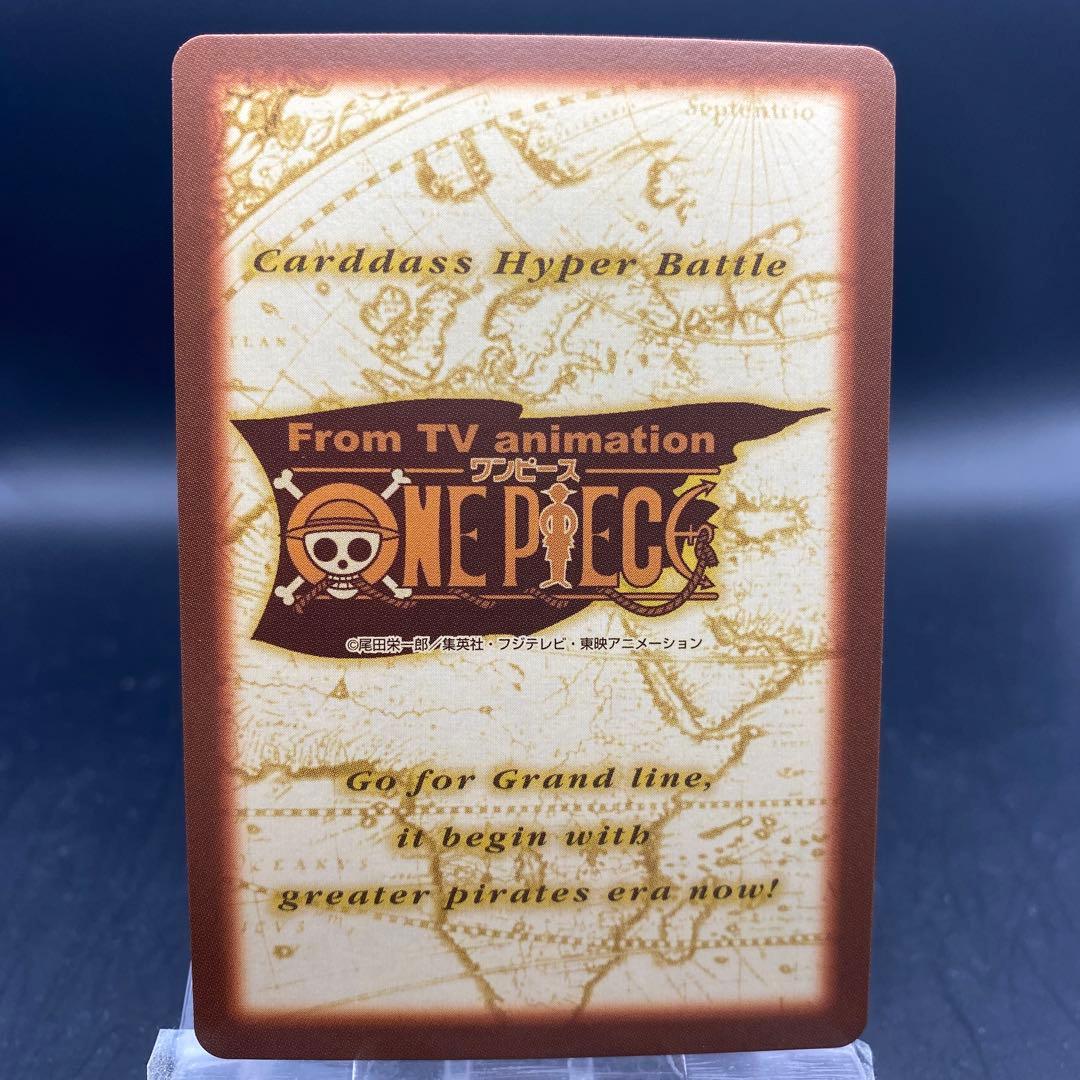 Septentrio
Carddass Hyper Battle
From TV animation
ワンピース
ONE PIECE
©尾田栄一郎/集英社・フジテレビ・東映アニメーション
Go for Grand line,
it begin with
greater pirates era now!